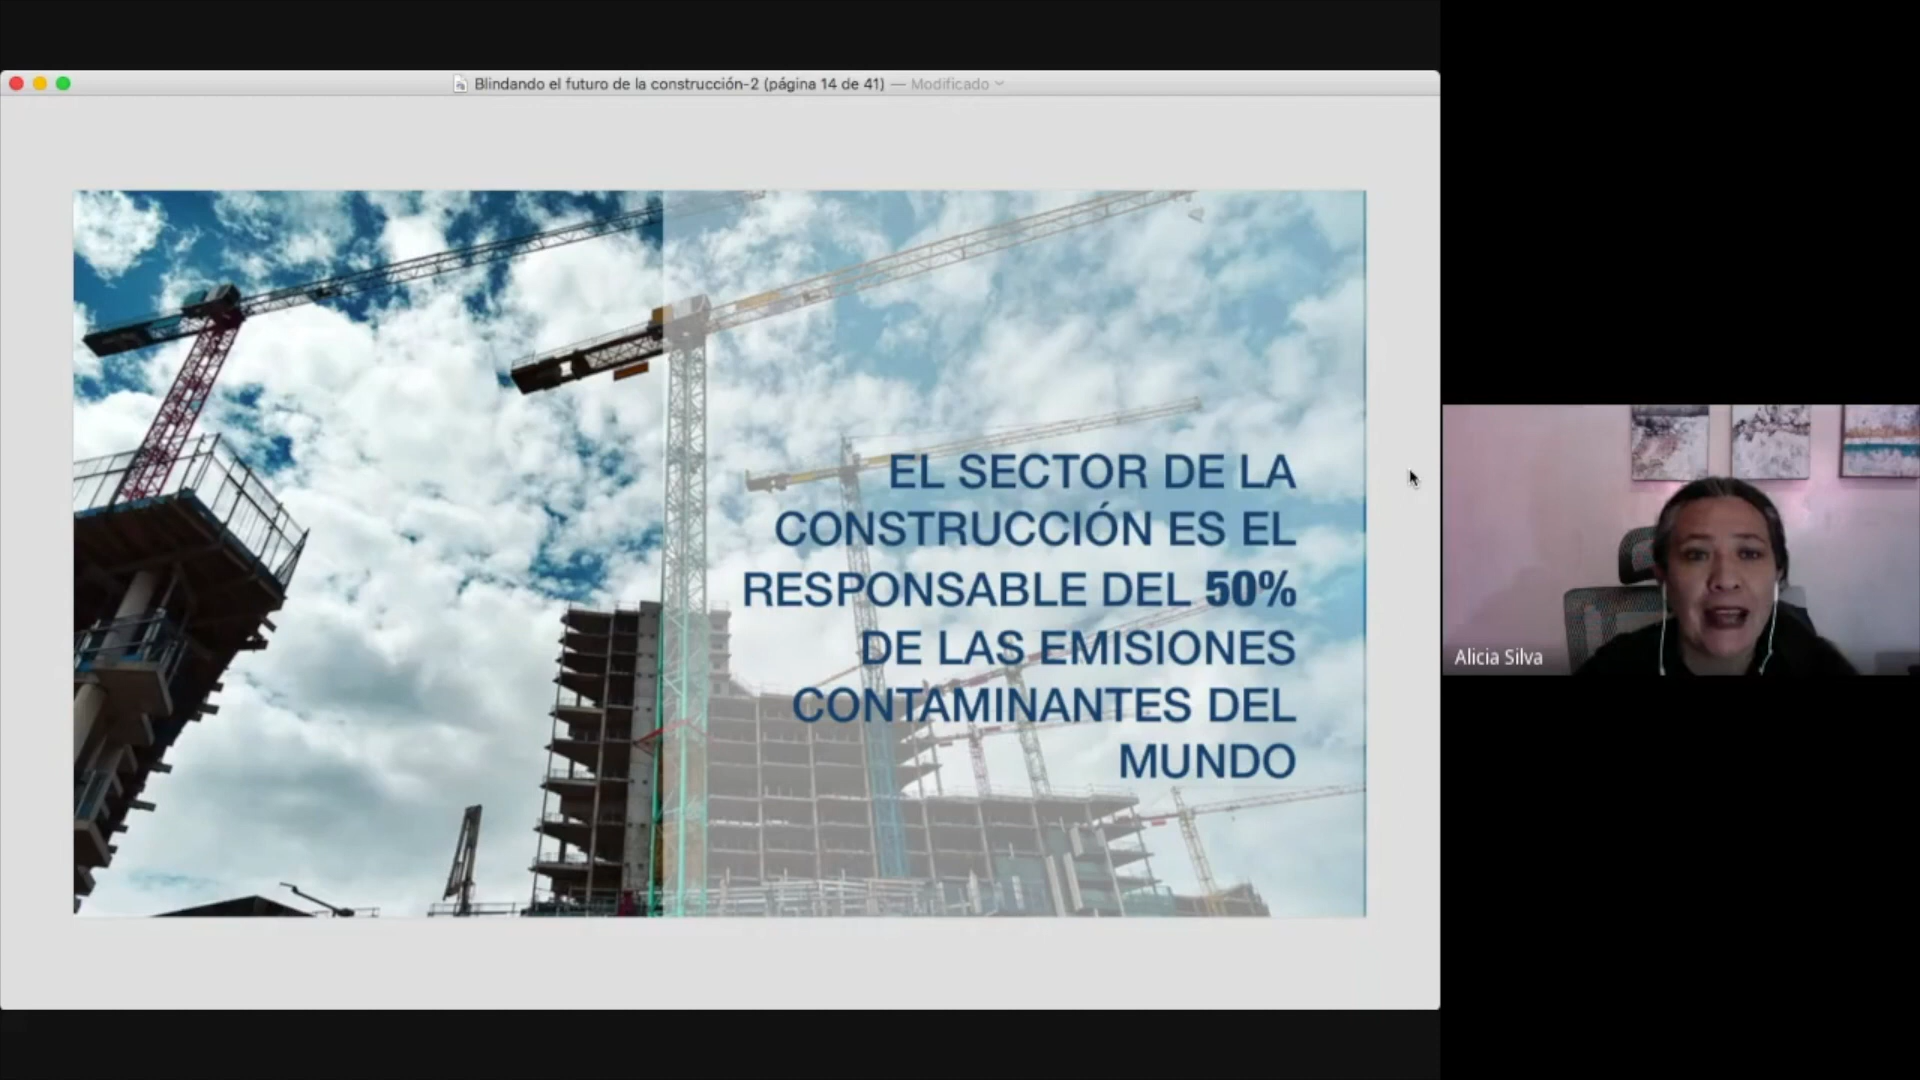 Blindando el futuro de la construcción-2 (página 14 de 41) — Modificado
EL SECTOR DE LA
CONSTRUCCIÓN ES EL
RESPONSABLE DEL 50%
DE LAS EMISIONES
CONTAMINANTES DEL
MUNDO
Alicia Silva